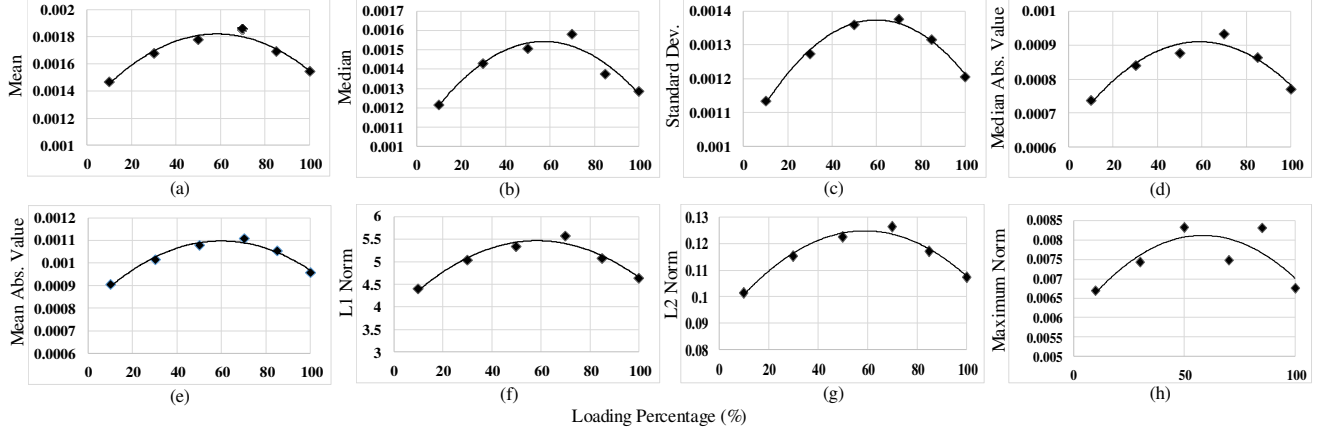 Mean
0.002
0.0018
0.0016
0.0014
0.0012
0.001
0 20 40 60 80 100
(a)
Median
0.0017
0.0016
0.0015
0.0014
0.0013
0.0012
0.0011
0.001
0 20 40 60 80 100
(b)
Standard Dev.
0.0014
0.0013
0.0012
0.0011
0.001
0 20 40 60 80 100
(c)
Median Abs. Value
0.001
0.0009
0.0008
0.0007
0.0006
0 20 40 60 80 100
(d)
Mean Abs. Value
0.0012
0.0011
0.001
0.0009
0.0008
0.0007
0.0006
0 20 40 60 80 100
(e)
L1 Norm
6
5.5
5
4.5
4
3.5
3
0 20 40 60 80 100
(f)
L2 Norm
0.13
0.12
0.11
0.1
0.09
0.08
0 20 40 60 80 100
(g)
Maximum Norm
0.0085
0.008
0.0075
0.007
0.0065
0.006
0.0055
0.005
0 50 100
(h)
Loading Percentage (%)